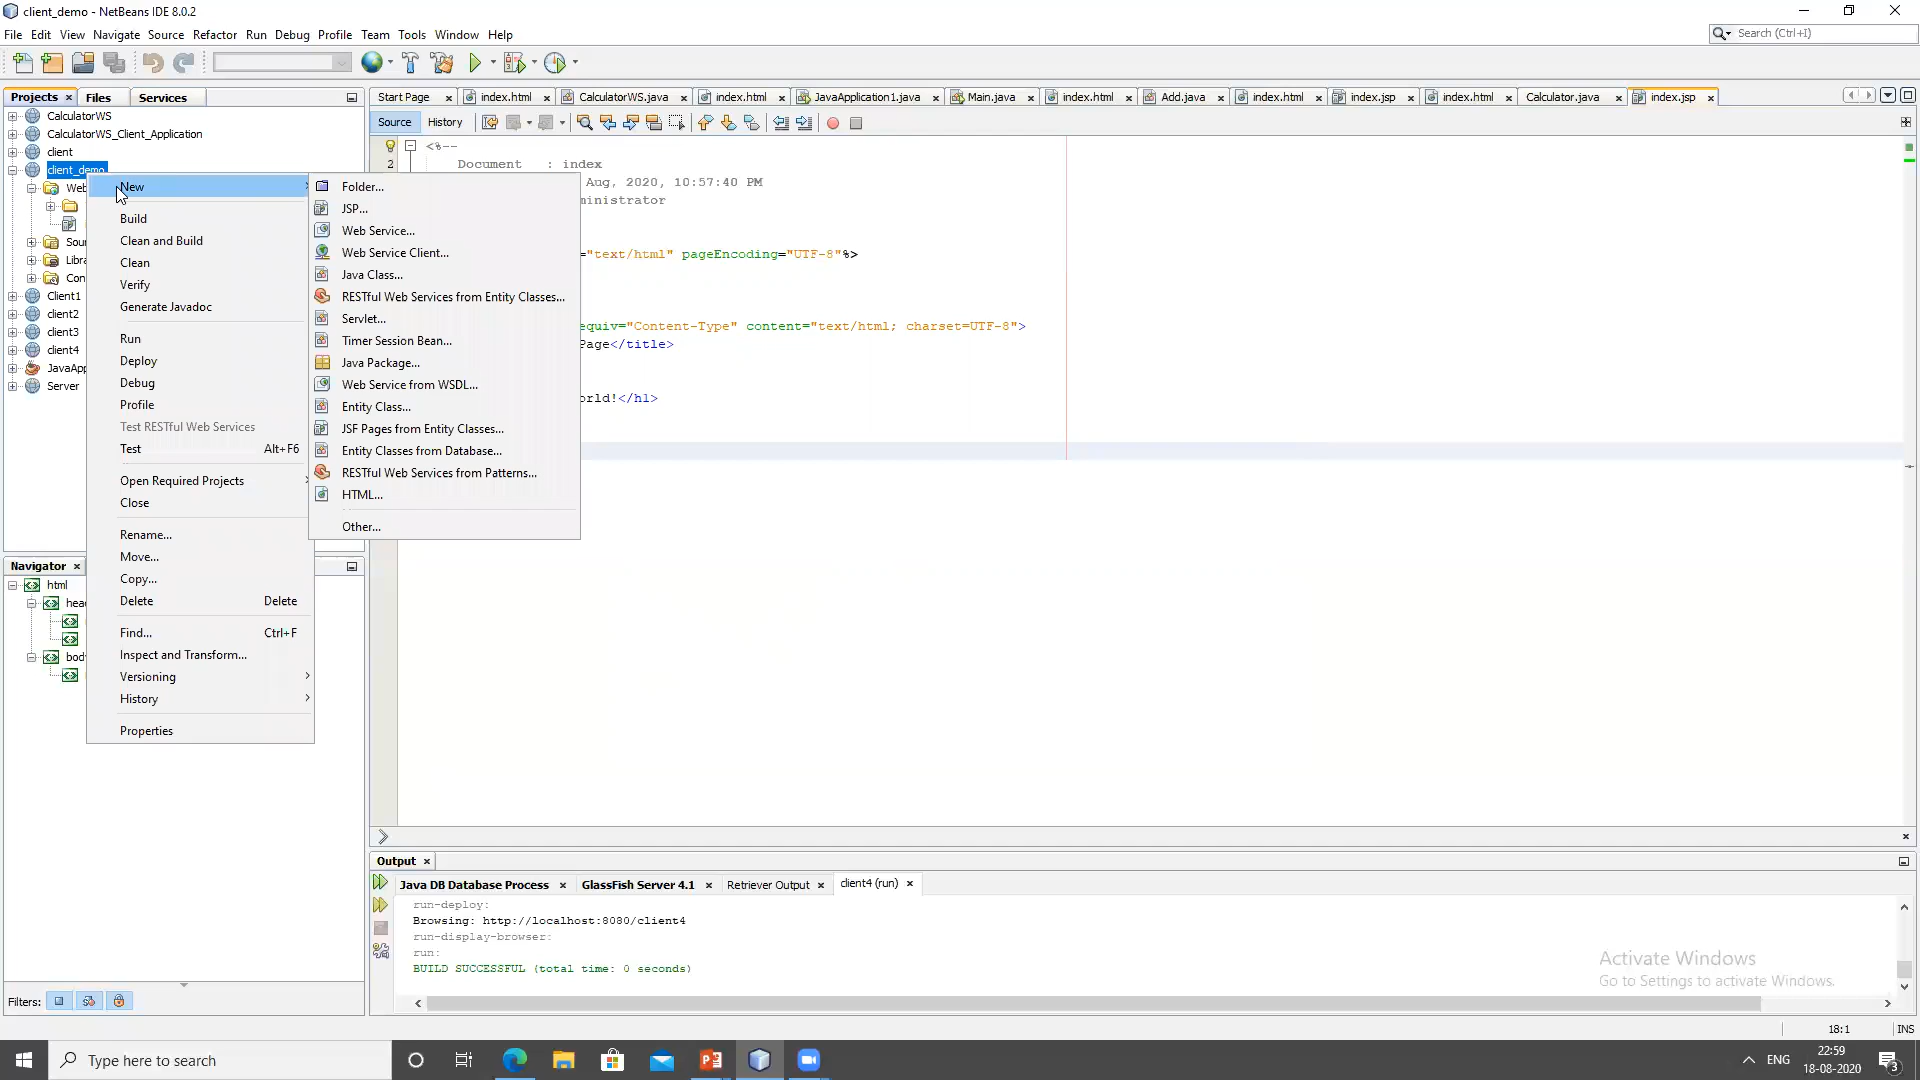 client_demo - NetBeans IDE 8.0.2
File Edit View Navigate Source Refactor Run Debug Profile Team Tools Window Help
Search (Ctrl+I)
Projects Files Services
Start Page index.html CalculatorWS.java index.html JavaApplication1.java Main.java index.html Add.java index.html index.jsp index.html Calculator.java index.jsp
Source History
CalculatorWS
CalculatorWS_Client_Application
client
client_demo
Web
Sour
Libra
Con
Client1
client2
client3
client4
JavaApp
Server
New
Build
Clean and Build
Clean
Verify
Generate Javadoc
Run
Deploy
Debug
Profile
Test RESTful Web Services
Test Alt+F6
Open Required Projects
Close
Rename...
Move...
Copy...
Delete Delete
Find... Ctrl+F
Inspect and Transform...
Versioning
History
Properties
Folder...
JSP...
Web Service...
Web Service Client...
Java Class...
RESTful Web Services from Entity Classes...
Servlet...
Timer Session Bean...
Java Package...
Web Service from WSDL...
Entity Class...
JSF Pages from Entity Classes...
Entity Classes from Database...
RESTful Web Services from Patterns...
HTML...
Other...
<%--
2 Document : index
Aug, 2020, 10:57:40 PM
ministrator
="text/html" pageEncoding="UTF-8"%>
equiv="Content-Type" content="text/html; charset=UTF-8">
Page</title>
orld!</h1>
Navigator
html
head
body
Filters:
Output
Java DB Database Process GlassFish Server 4.1 Retriever Output client4 (run)
run-deploy:
Browsing: http://localhost:8080/client4
run-display-browser:
run:
BUILD SUCCESSFUL (total time: 0 seconds)
Activate Windows
Go to Settings to activate Windows.
18:1 INS
Type here to search
ENG
22:59
18-08-2020
3